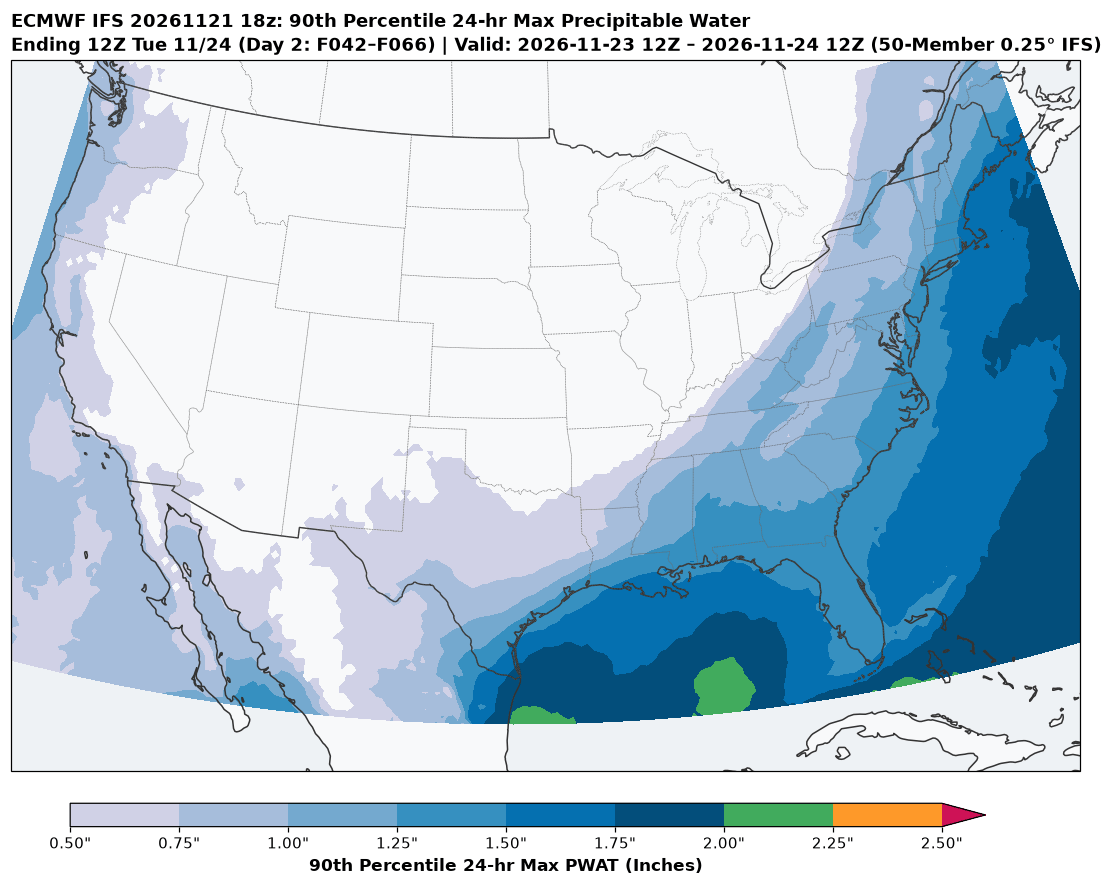 ECMWF IFS 20261121 18z: 90th Percentile 24-hr Max Precipitable Water
Ending 12Z Tue 11/24 (Day 2: F042–F066) | Valid: 2026-11-23 12Z – 2026-11-24 12Z (50-Member 0.25° IFS)
0.50" 0.75" 1.00" 1.25" 1.50" 1.75" 2.00" 2.25" 2.50"
90th Percentile 24-hr Max PWAT (Inches)